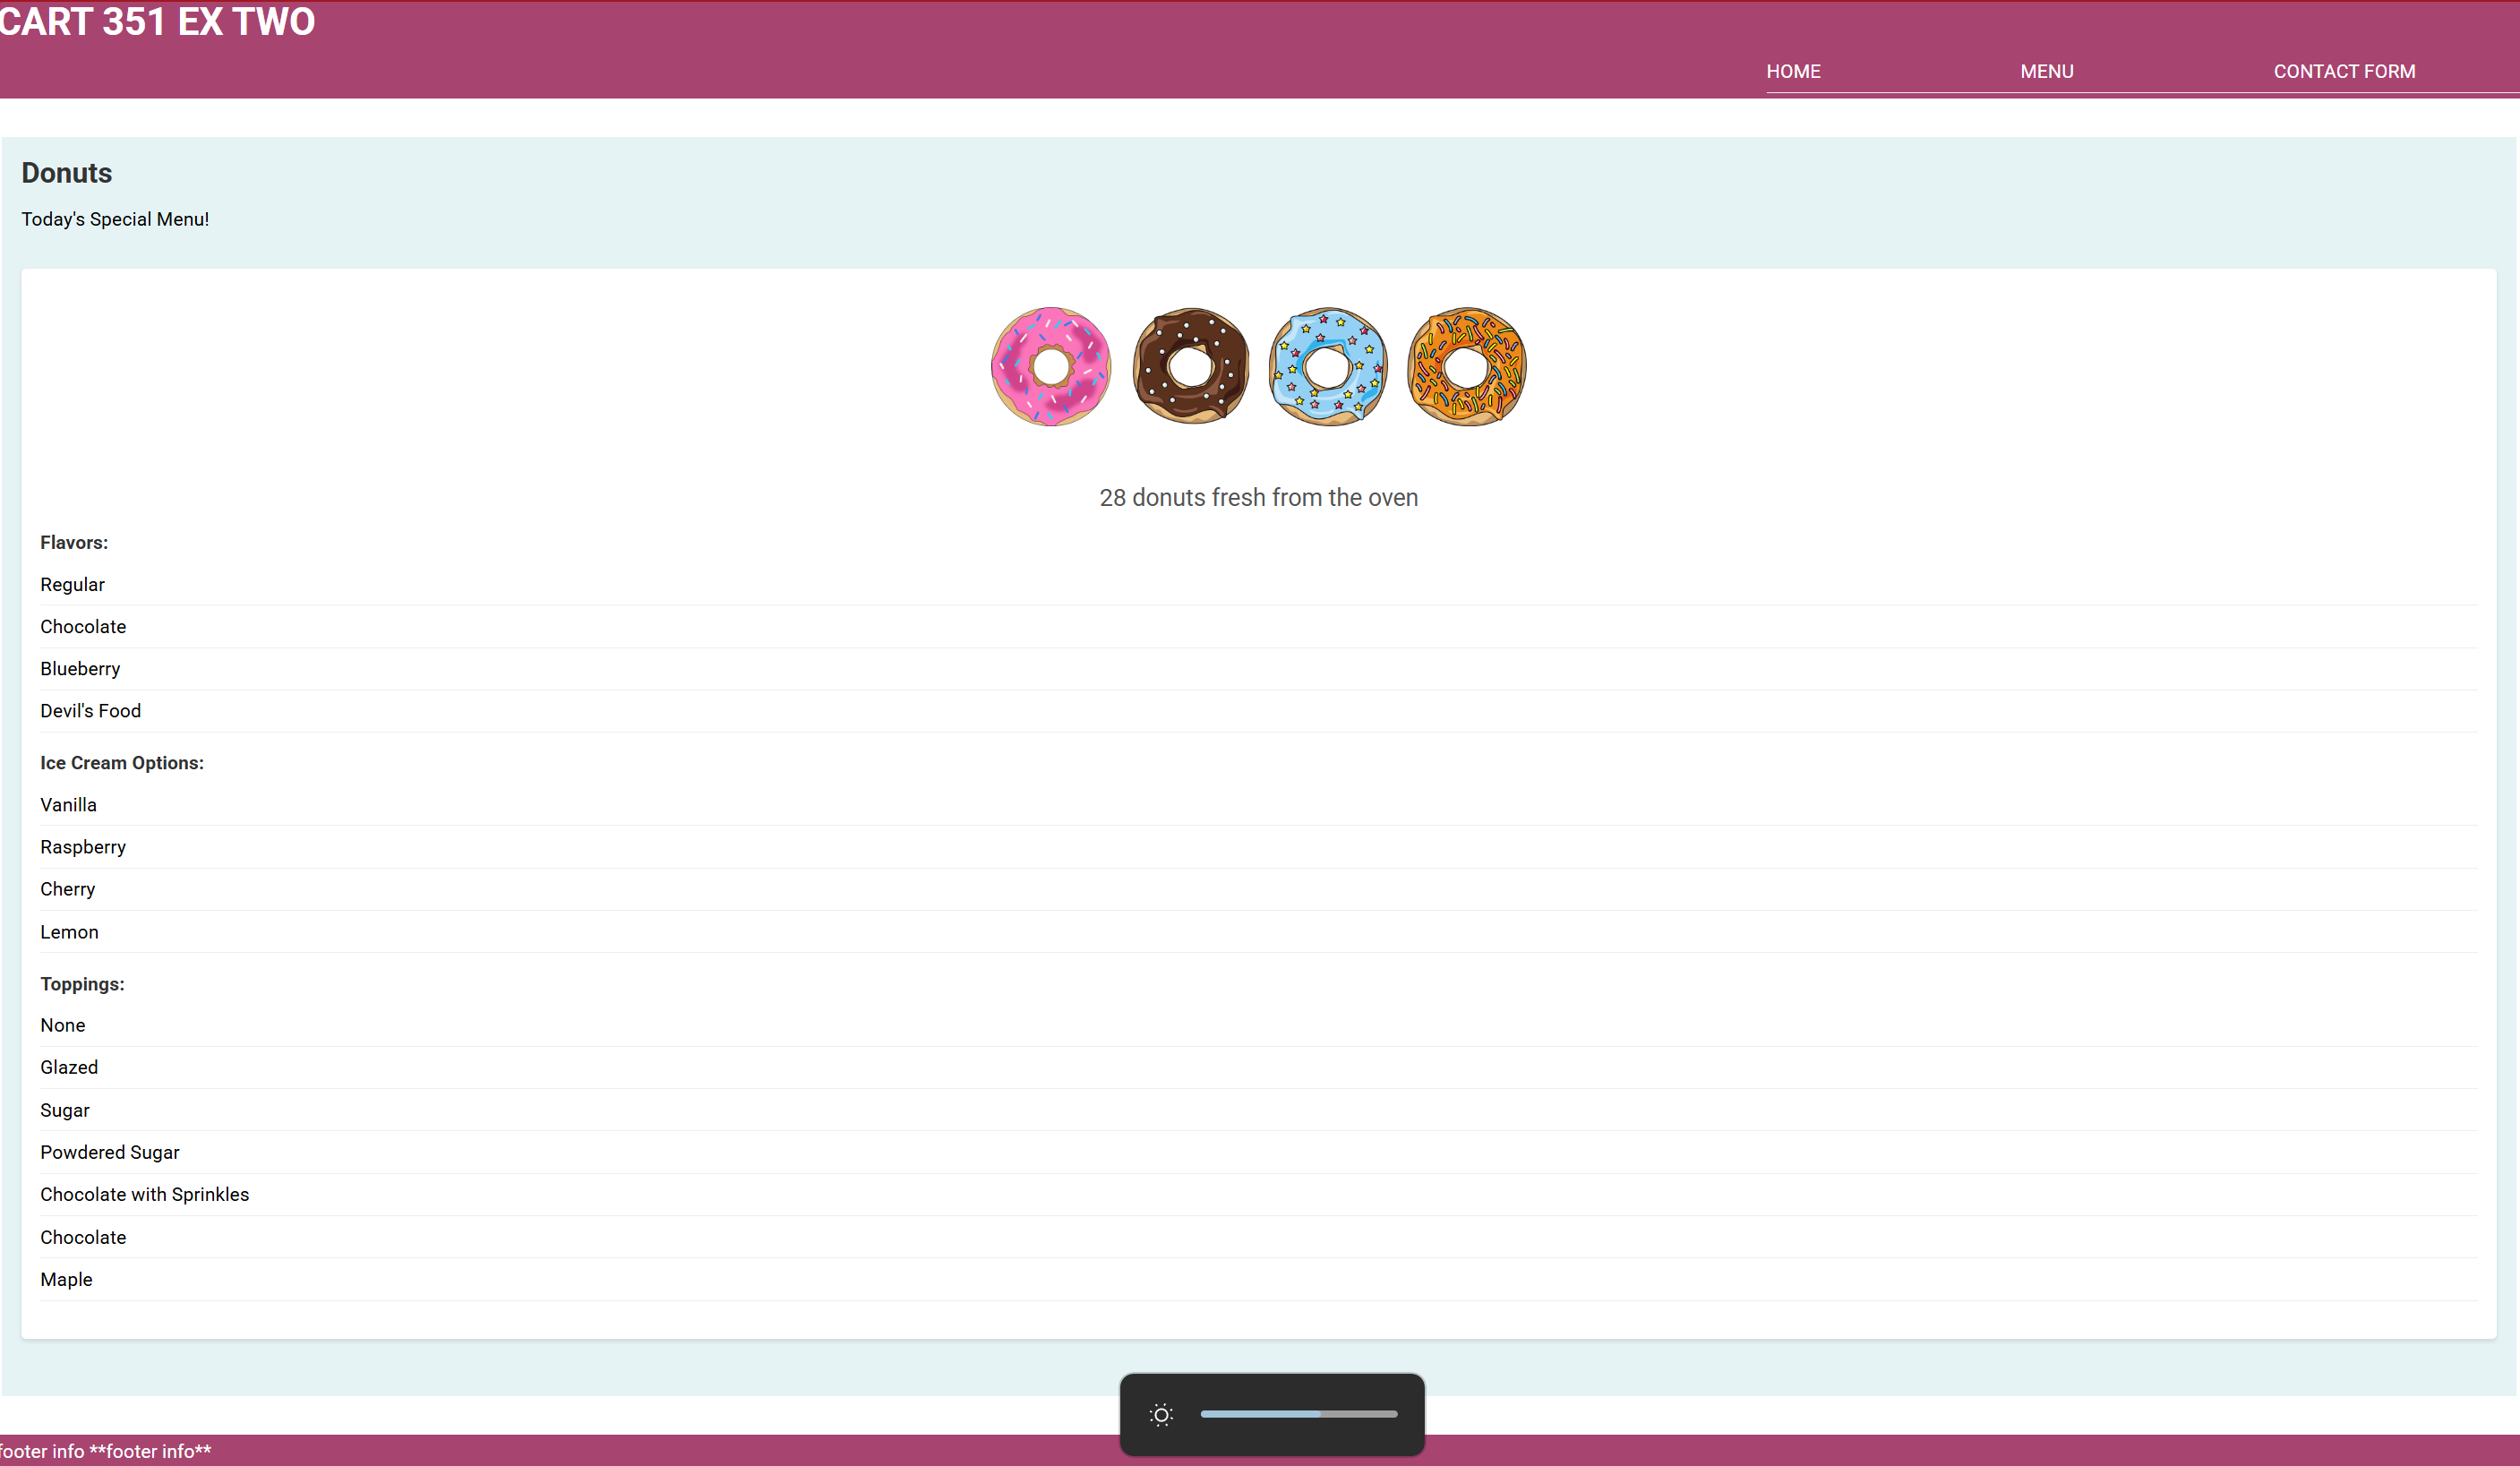 CART 351 EX TWO
HOME MENU CONTACT FORM
Donuts
Today's Special Menu!
28 donuts fresh from the oven
Flavors:
Regular
Chocolate
Blueberry
Devil's Food
Ice Cream Options:
Vanilla
Raspberry
Cherry
Lemon
Toppings:
None
Glazed
Sugar
Powdered Sugar
Chocolate with Sprinkles
Chocolate
Maple
footer info **footer info**